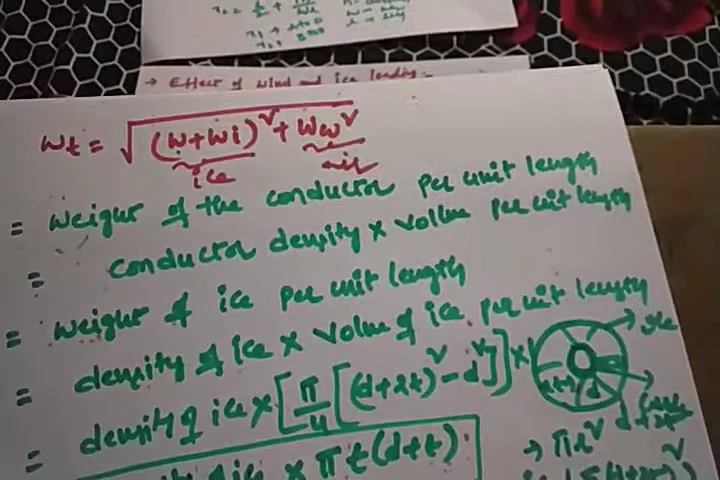 → Effect of wind and ice loading:-
Wt = √(w+wi)² + Ww²
ice air
= weight of the conductor per unit length
= conductor density × volume per unit length
= weight of ice per unit length
= density of ice × volume of ice per unit length
= density of ice × [π/4 [(d+2t)² - d²]] ×
d
→ πr²
ice × πt(d+t)